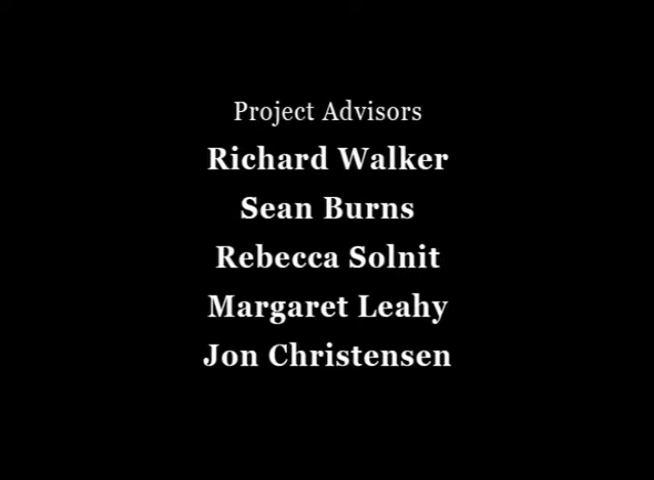 Project Advisors
Richard Walker
Sean Burns
Rebecca Solnit
Margaret Leahy
Jon Christensen